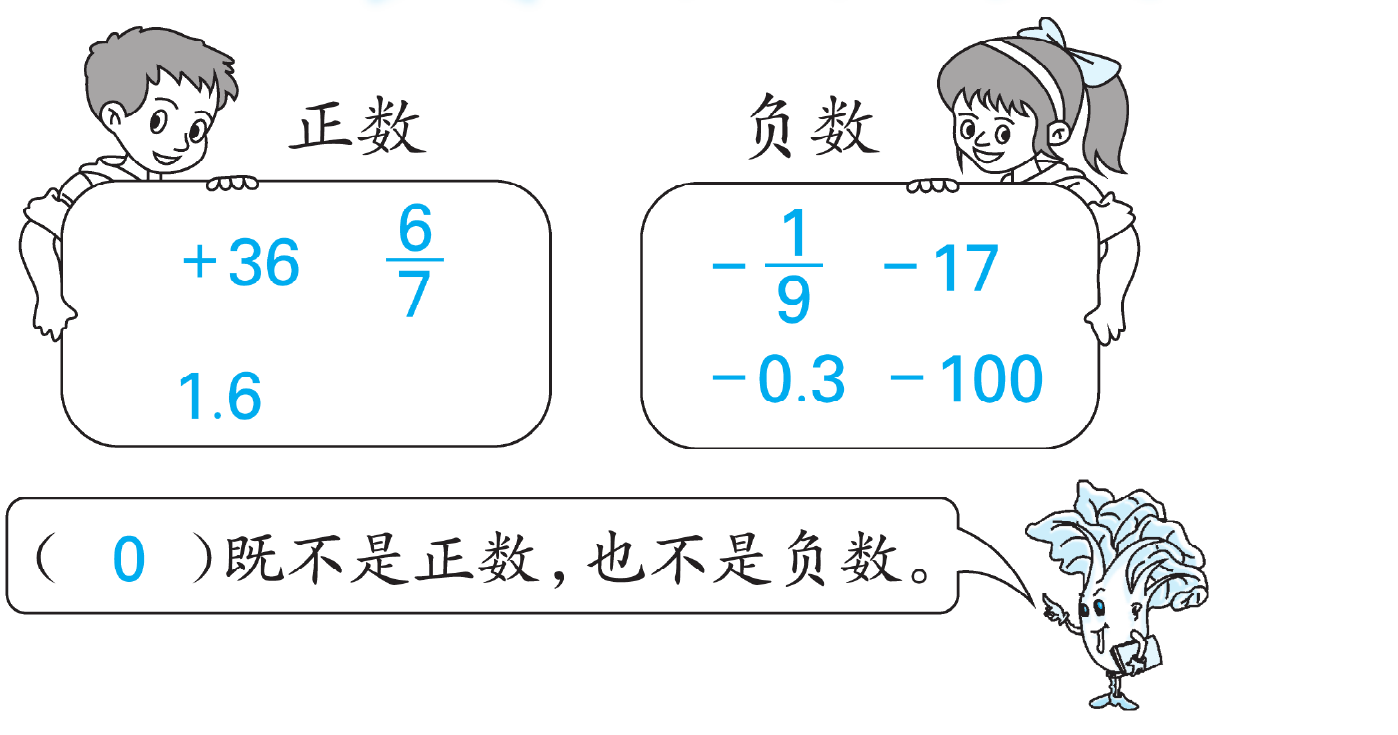 正数
+36 6/7
1.6
负数
-1/9 -17
-0.3 -100
( 0 )既不是正数,也不是负数。